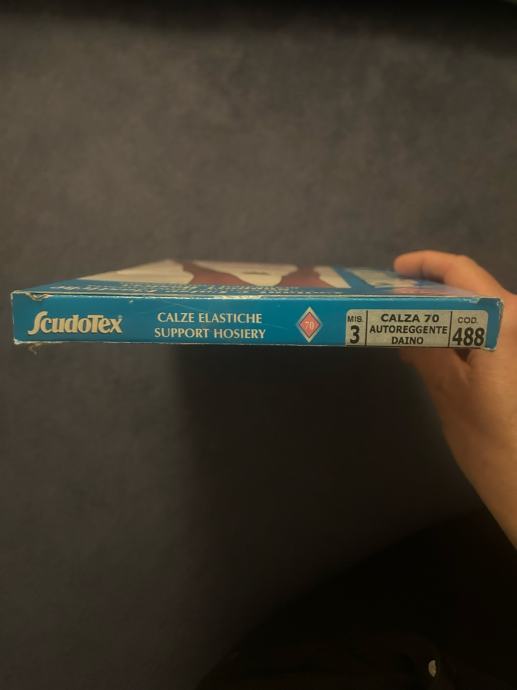 ScudoTex
CALZE ELASTICHE
SUPPORT HOSIERY
70
MIS.
3
CALZA 70
AUTOREGGENTE
DAINO
COD.
488